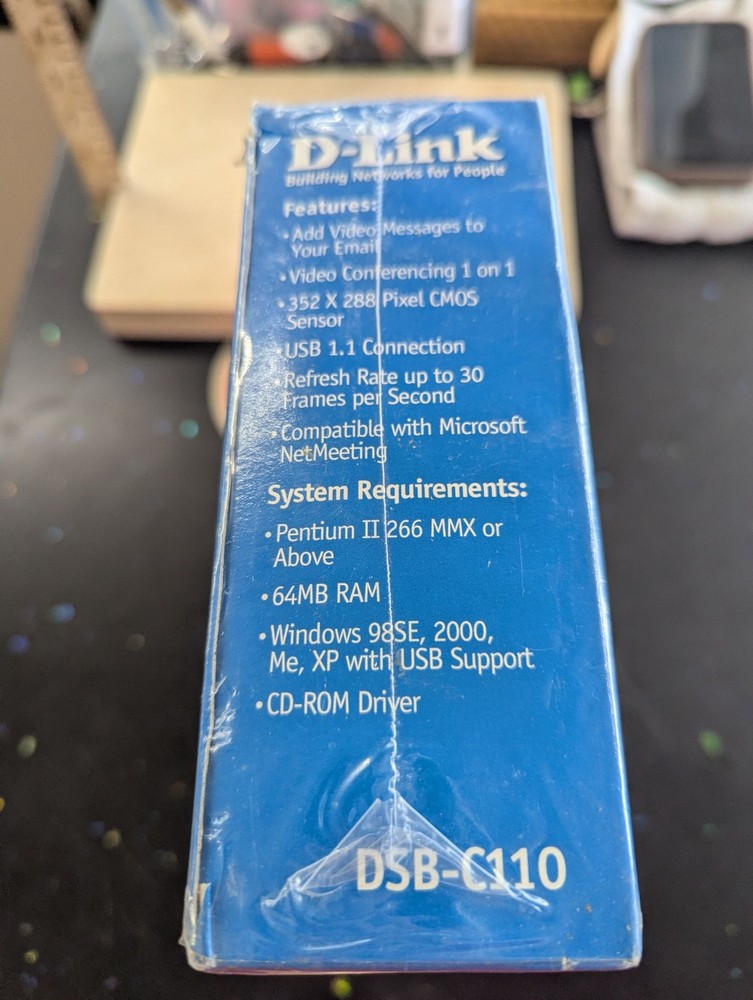 D-Link
Building Networks for People
Features:
•Add Video Messages to
Your Email
•Video Conferencing 1 on 1
•352 X 288 Pixel CMOS
Sensor
•USB 1.1 Connection
•Refresh Rate up to 30
Frames per Second
•Compatible with Microsoft
NetMeeting
System Requirements:
•Pentium II 266 MMX or
Above
•64MB RAM
•Windows 98SE, 2000,
Me, XP with USB Support
•CD-ROM Driver
DSB-C110